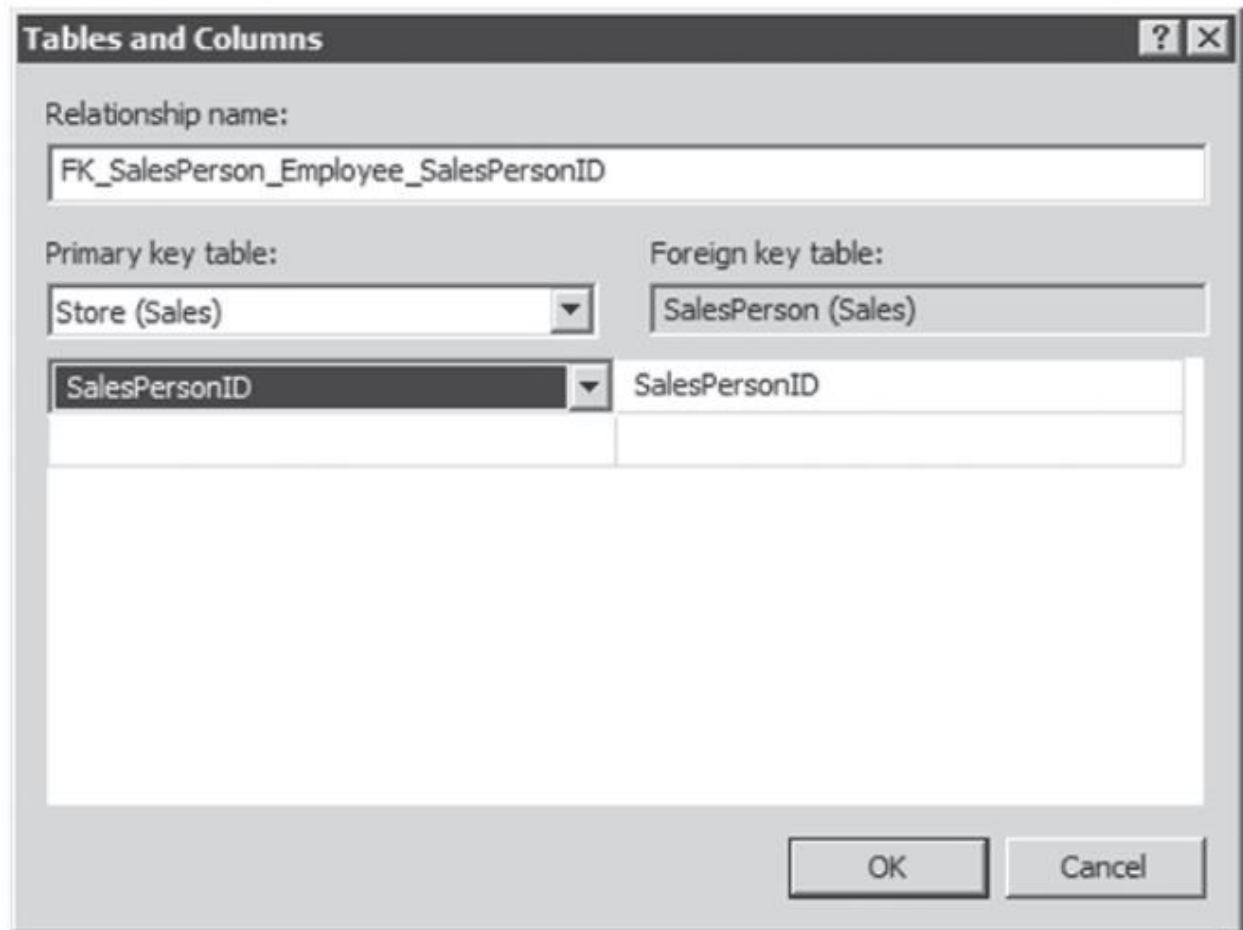 Tables and Columns
Relationship name:
FK_SalesPerson_Employee_SalesPersonID
Primary key table:
Foreign key table:
Store (Sales)
SalesPerson (Sales)
SalesPersonID
SalesPersonID
OK
Cancel